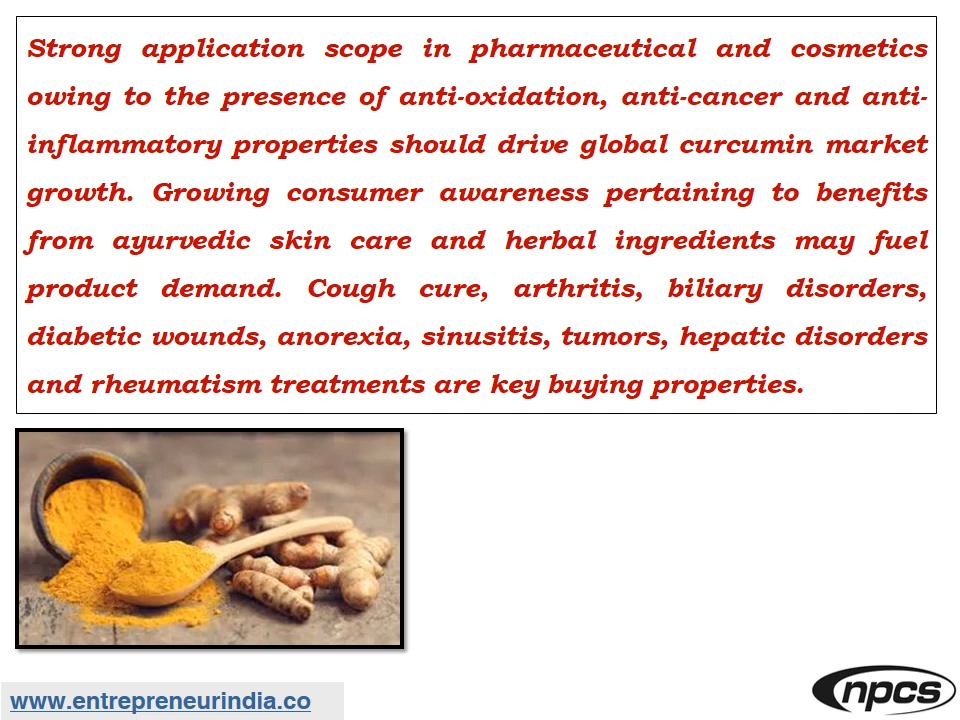 Strong application scope in pharmaceutical and cosmetics
owing to the presence of anti-oxidation, anti-cancer and anti-
inflammatory properties should drive global curcumin market
growth. Growing consumer awareness pertaining to benefits
from ayurvedic skin care and herbal ingredients may fuel
product demand. Cough cure, arthritis, biliary disorders,
diabetic wounds, anorexia, sinusitis, tumors, hepatic disorders
and rheumatism treatments are key buying properties.
www.entrepreneurindia.co
npcs